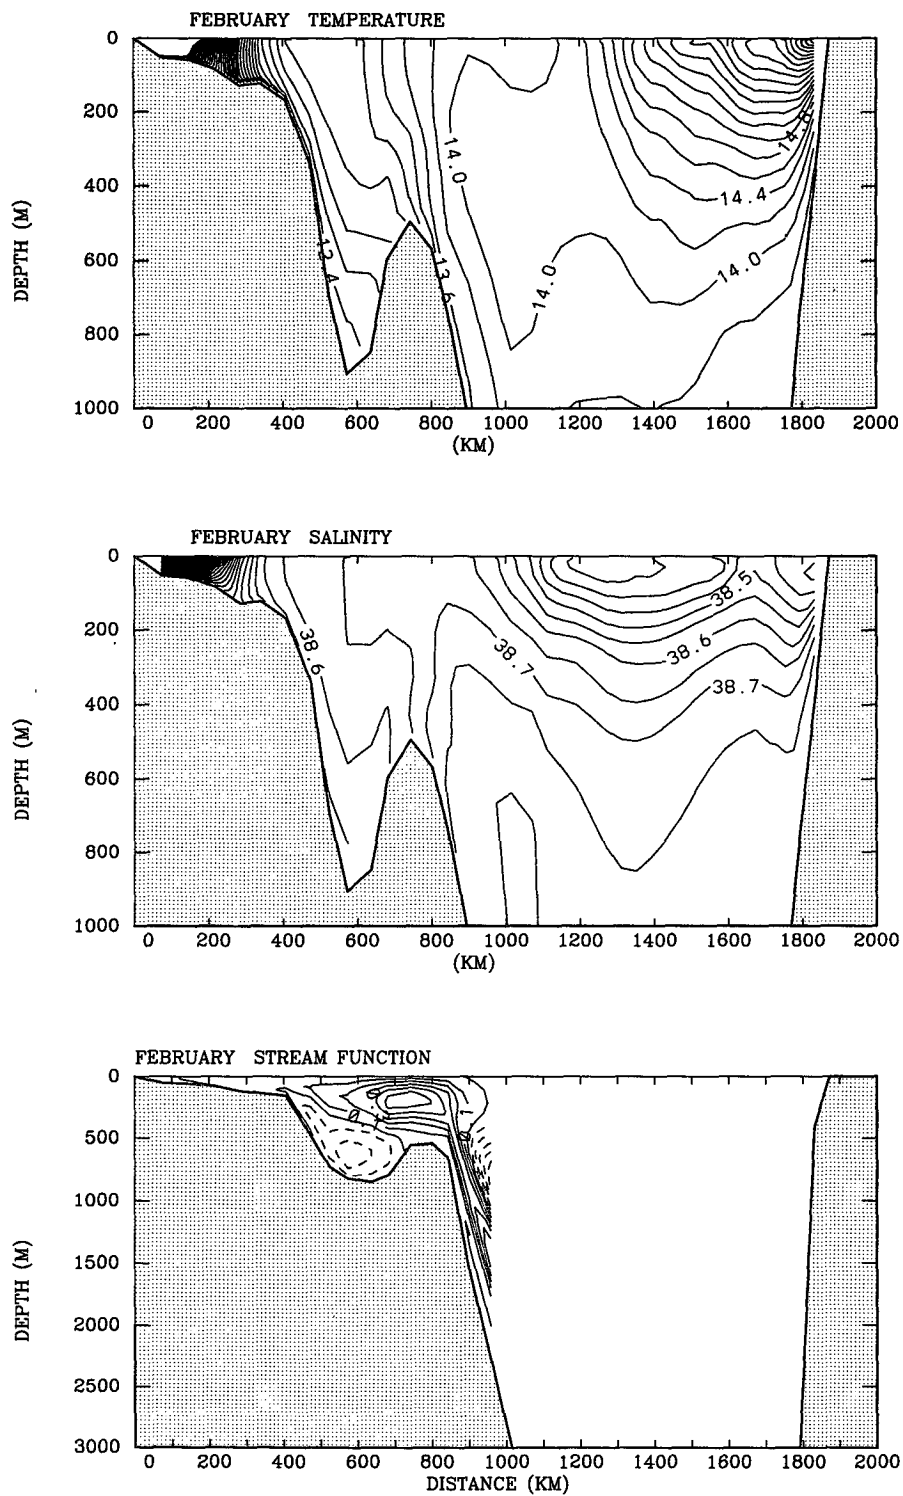 FEBRUARY TEMPERATURE
0
200
400
600
800
1000
DEPTH (M)
14.0
14.8
14.4
14.0
14.0
13.4
13.6
0 200 400 600 800 1000 1200 1400 1600 1800 2000
(KM)
FEBRUARY SALINITY
0
200
400
600
800
1000
DEPTH (M)
38.5
38.6
38.6
38.7
38.7
0 200 400 600 800 1000 1200 1400 1600 1800 2000
(KM)
FEBRUARY STREAM FUNCTION
0
500
1000
1500
2000
2500
3000
DEPTH (M)
0 200 400 600 800 1000 1200 1400 1600 1800 2000
DISTANCE (KM)